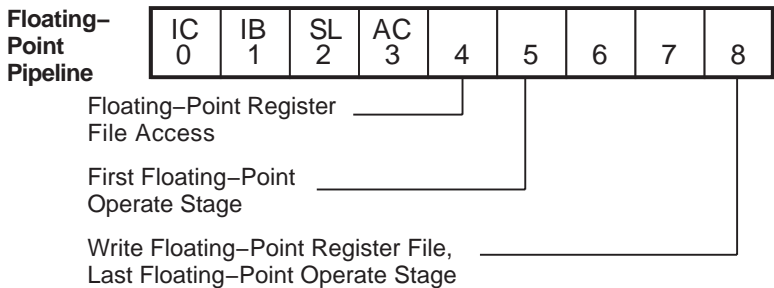 Floating–
Point
Pipeline
IC IB SL AC
0 1 2 3 4 5 6 7 8
Floating–Point Register
File Access
First Floating–Point
Operate Stage
Write Floating–Point Register File,
Last Floating–Point Operate Stage